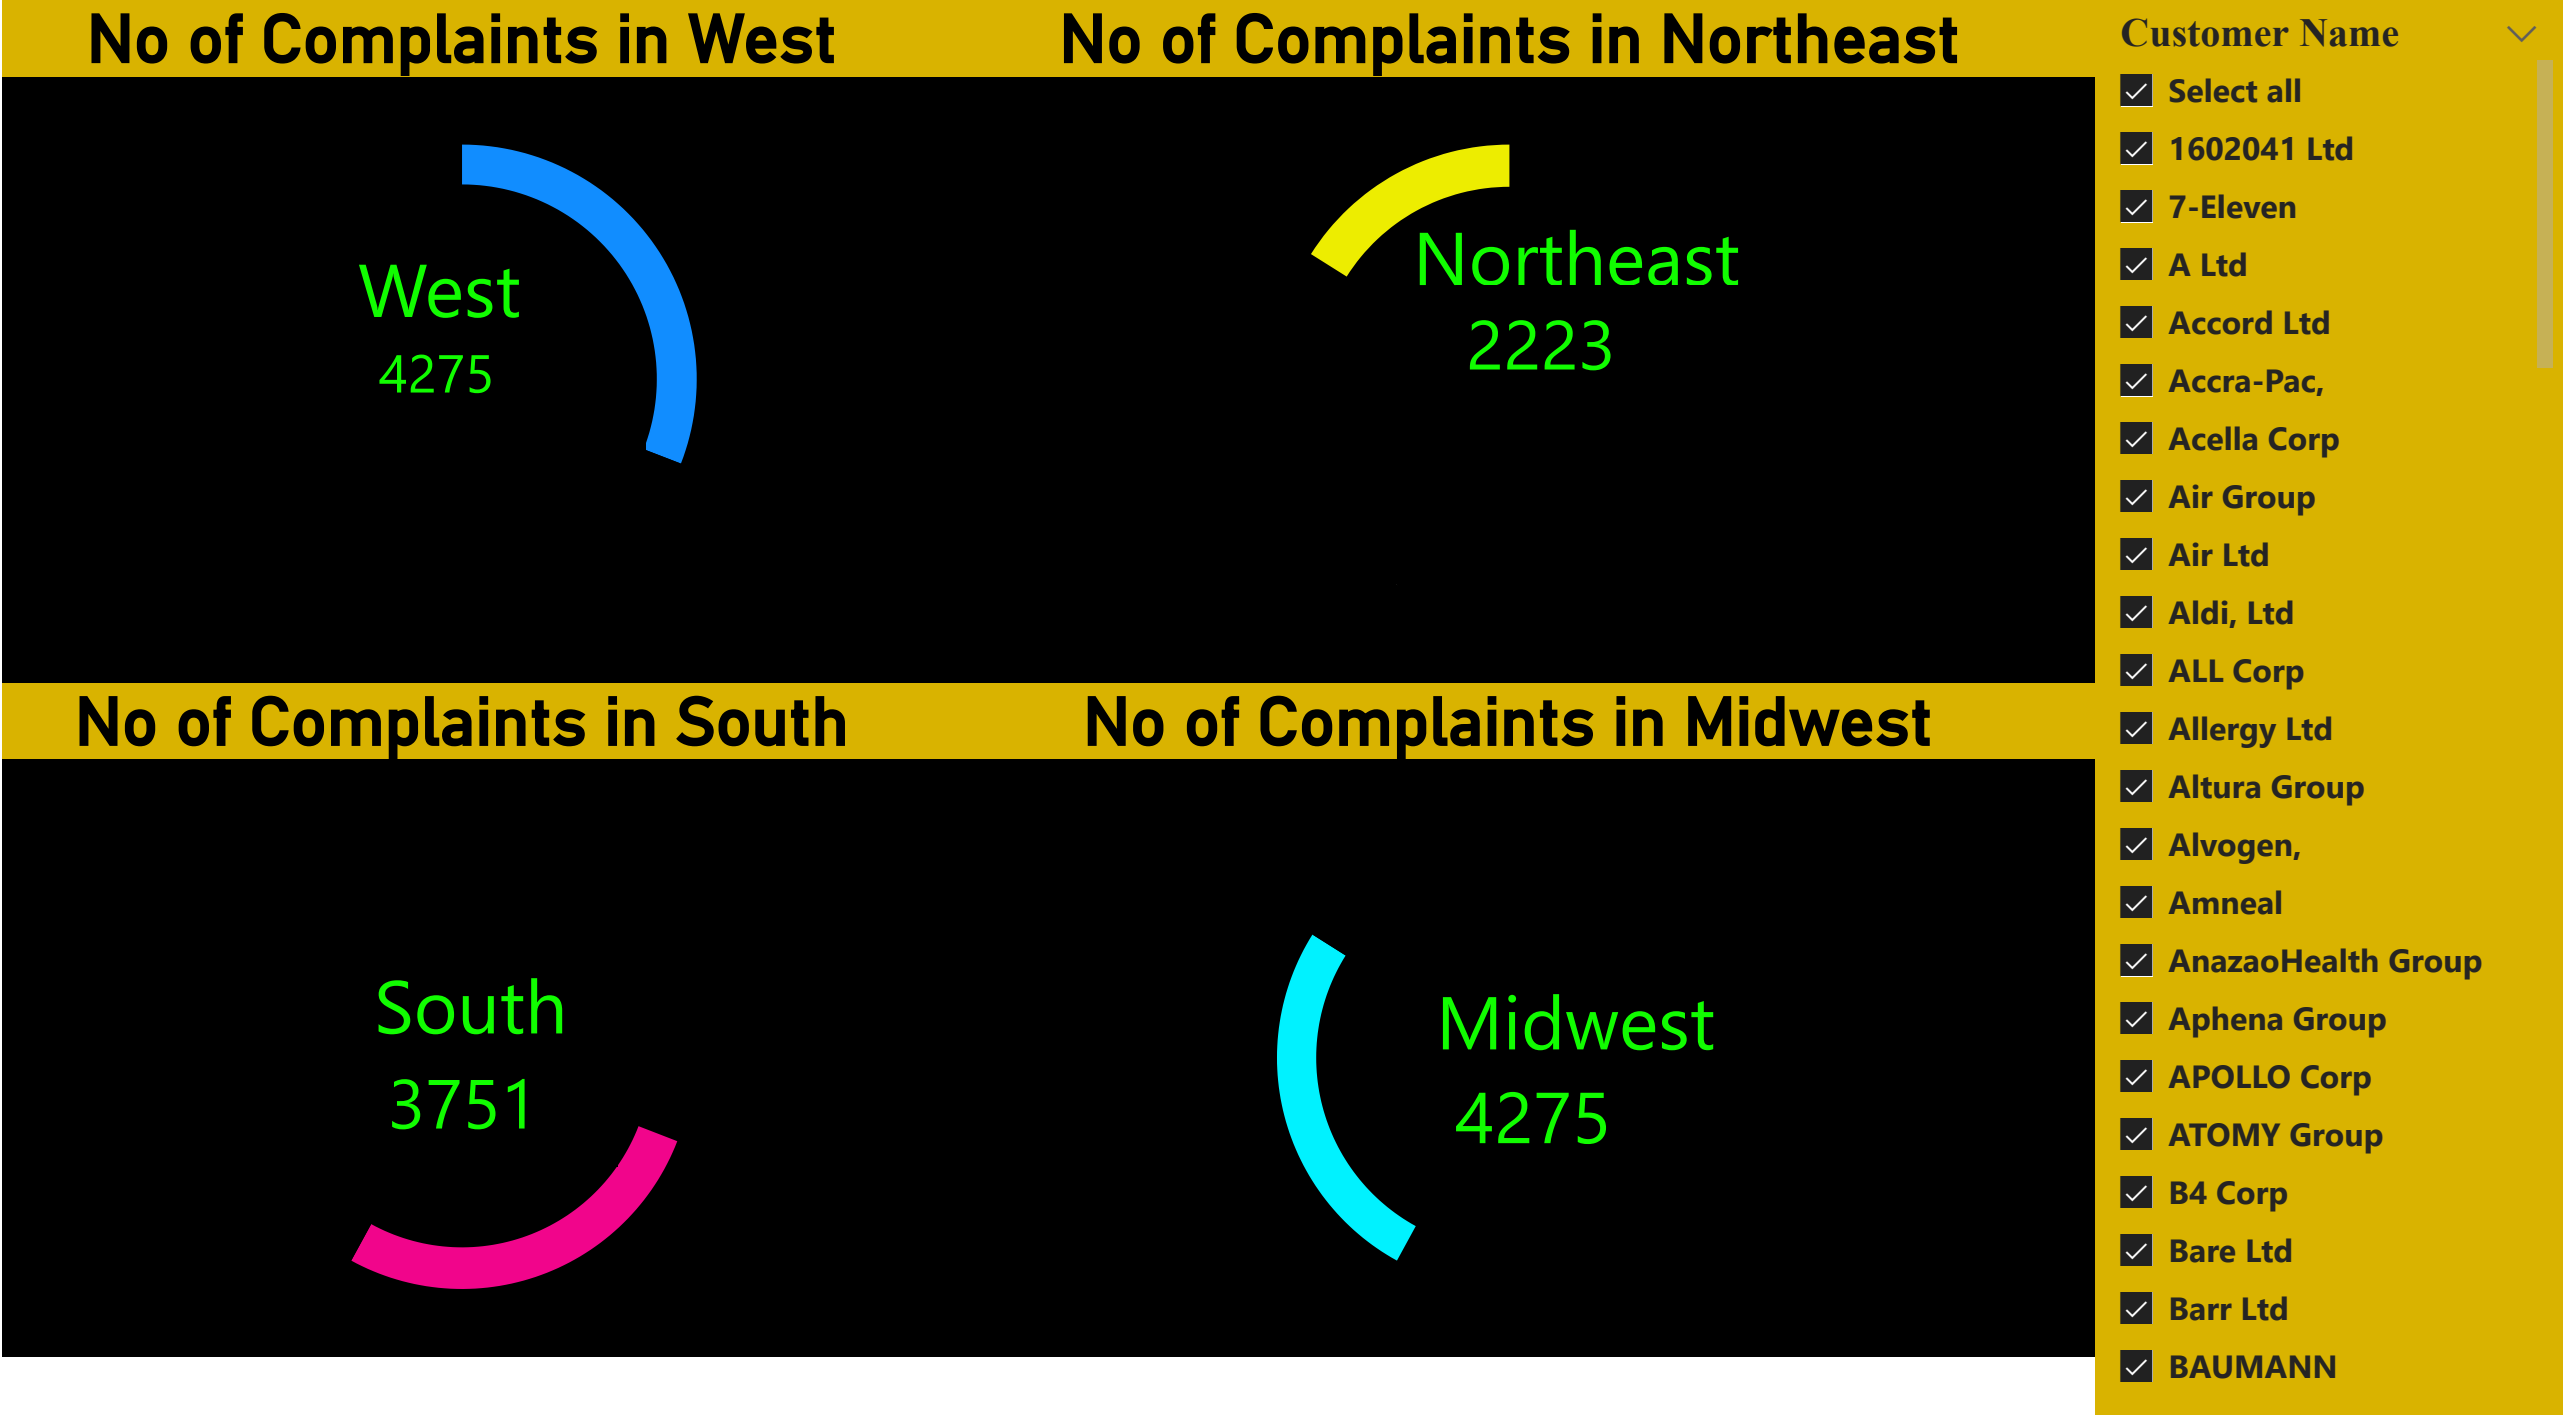 No of Complaints in West
West
4275
No of Complaints in Northeast
Northeast
2223
No of Complaints in South
South
3751
No of Complaints in Midwest
Midwest
4275
Customer Name
Select all
1602041 Ltd
7-Eleven
A Ltd
Accord Ltd
Accra-Pac,
Acella Corp
Air Group
Air Ltd
Aldi, Ltd
ALL Corp
Allergy Ltd
Altura Group
Alvogen,
Amneal
AnazaoHealth Group
Aphena Group
APOLLO Corp
ATOMY Group
B4 Corp
Bare Ltd
Barr Ltd
BAUMANN